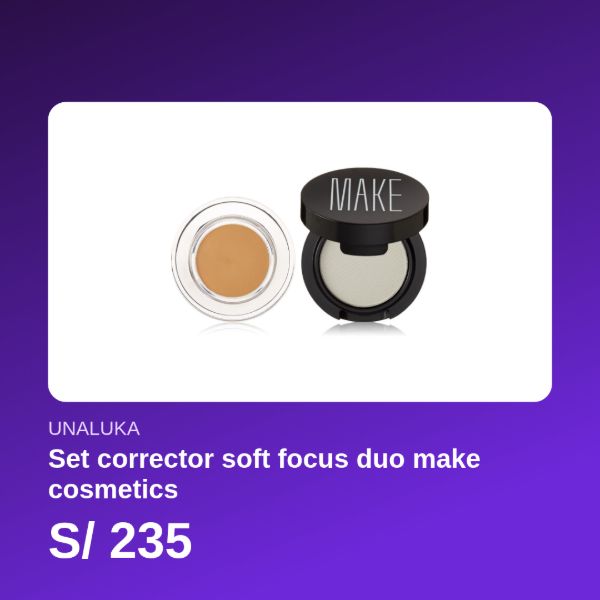 MAKE
UNALUKA
Set corrector soft focus duo make
cosmetics
S/ 235